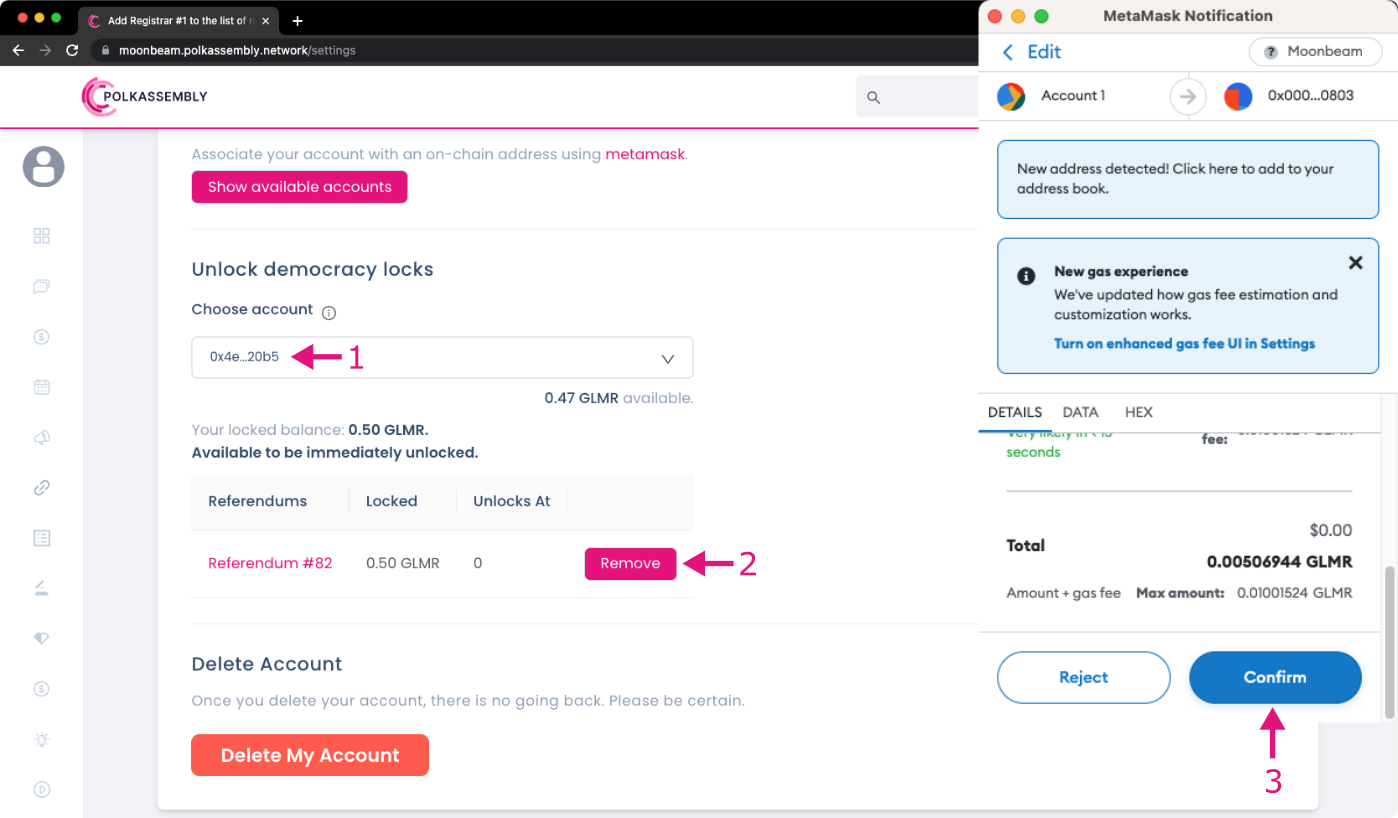 Add Registrar #1 to the list of r
moonbeam.polkassembly.network/settings
POLKASSEMBLY
Associate your account with an on-chain address using metamask.
Show available accounts
Unlock democracy locks
Choose account
0x4e...20b5
1
0.47 GLMR available.
Your locked balance: 0.50 GLMR.
Available to be immediately unlocked.
Referendums Locked Unlocks At
Referendum #82 0.50 GLMR 0 Remove
2
Delete Account
Once you delete your account, there is no going back. Please be certain.
Delete My Account
MetaMask Notification
Edit
Moonbeam
Account 1
0x000...0803
New address detected! Click here to add to your
address book.
New gas experience
We've updated how gas fee estimation and
customization works.
Turn on enhanced gas fee UI in Settings
DETAILS DATA HEX
Very likely in < 15
seconds
fee:
GLMR
$0.00
Total
0.00506944 GLMR
Amount + gas fee Max amount: 0.01001524 GLMR
Reject Confirm
3